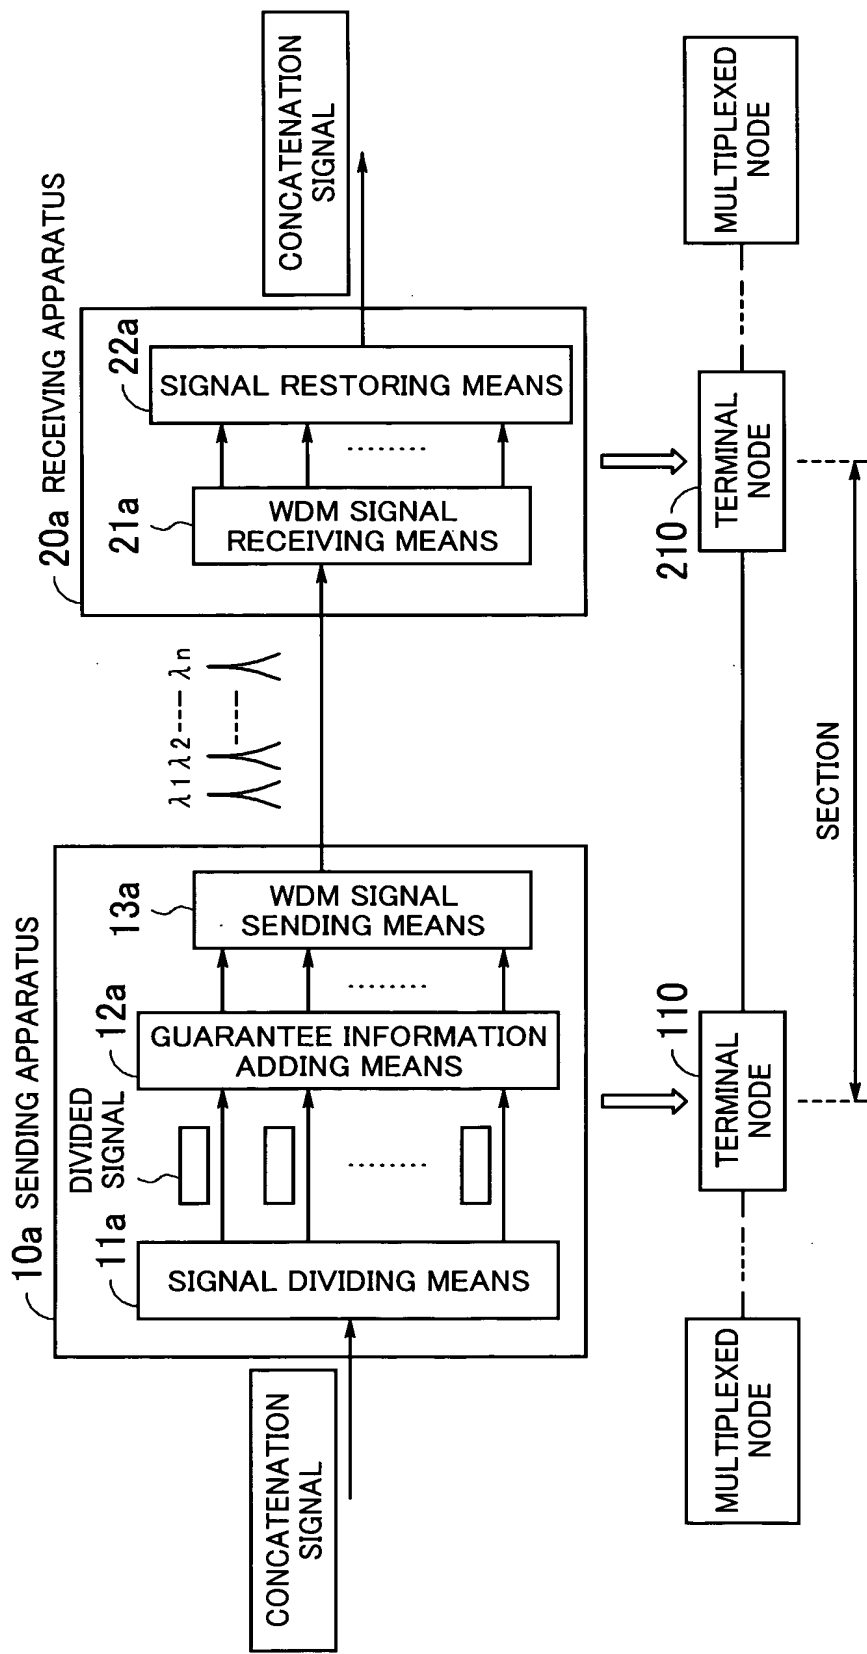 CONCATENATION
SIGNAL
10a SENDING APPARATUS
11a
SIGNAL DIVIDING MEANS
DIVIDED
SIGNAL
12a
GUARANTEE INFORMATION
ADDING MEANS
13a
WDM SIGNAL
SENDING MEANS
λ1 λ2 ---- λn
20a RECEIVING APPARATUS
21a
WDM SIGNAL
RECEIVING MEANS
22a
SIGNAL RESTORING MEANS
CONCATENATION
SIGNAL
MULTIPLEXED
NODE
TERMINAL
NODE
110
TERMINAL
NODE
210
MULTIPLEXED
NODE
SECTION